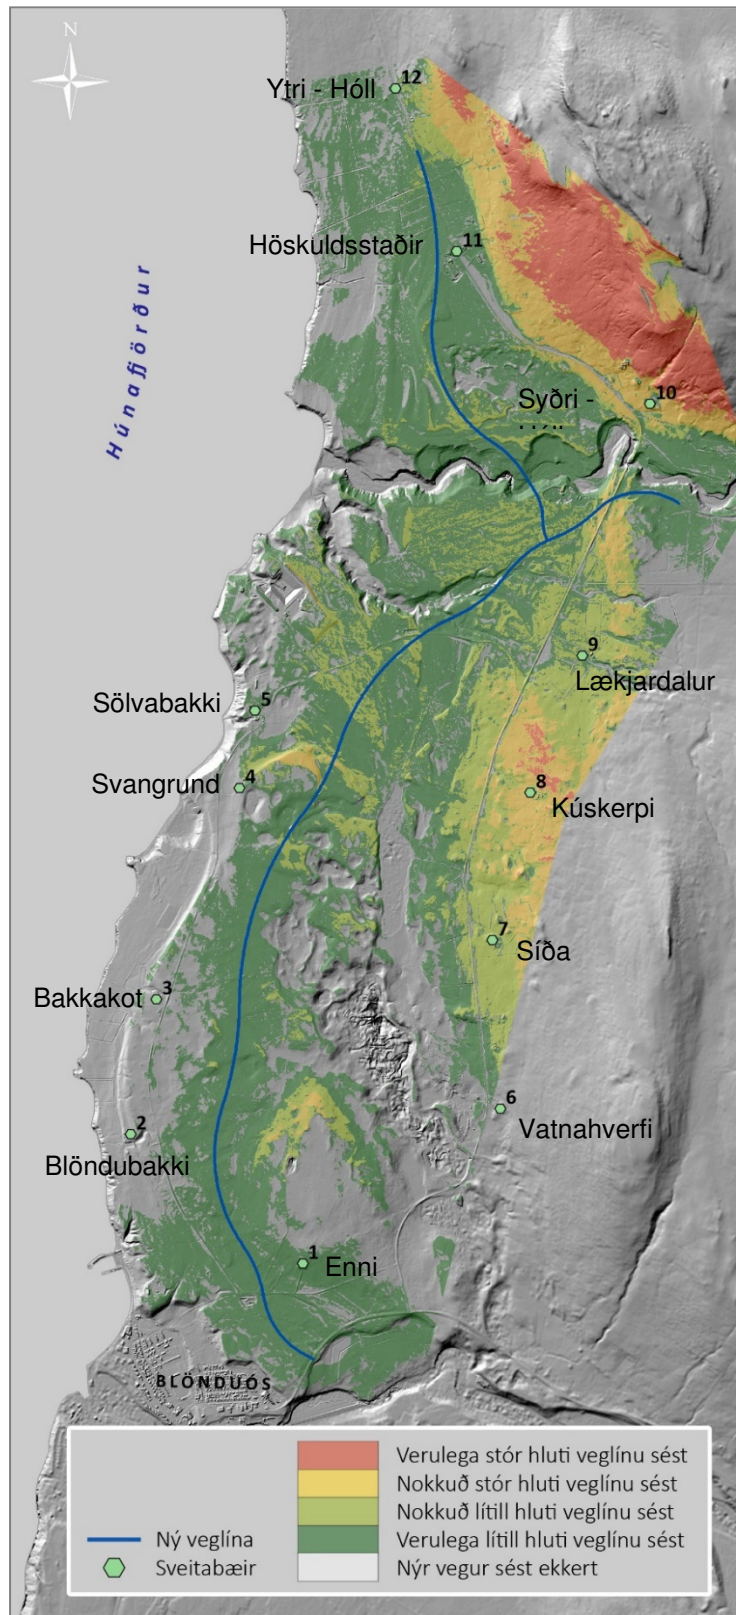 N
12
Ytri - Hóll
11
Höskuldsstaðir
Húnafjörður
10
Syðri -
9
Lækjardalur
5
Sölvabakki
4
Svangrund
8
Kúskerpi
7
Síða
3
Bakkakot
6
Vatnahverfi
2
Blöndubakki
1
Enni
BLÖNDUÓS
Verulega stór hluti veglínu sést
Nokkuð stór hluti veglínu sést
Nokkuð lítill hluti veglínu sést
Ný veglína
Verulega lítill hluti veglínu sést
Sveitabæir
Nýr vegur sést ekkert